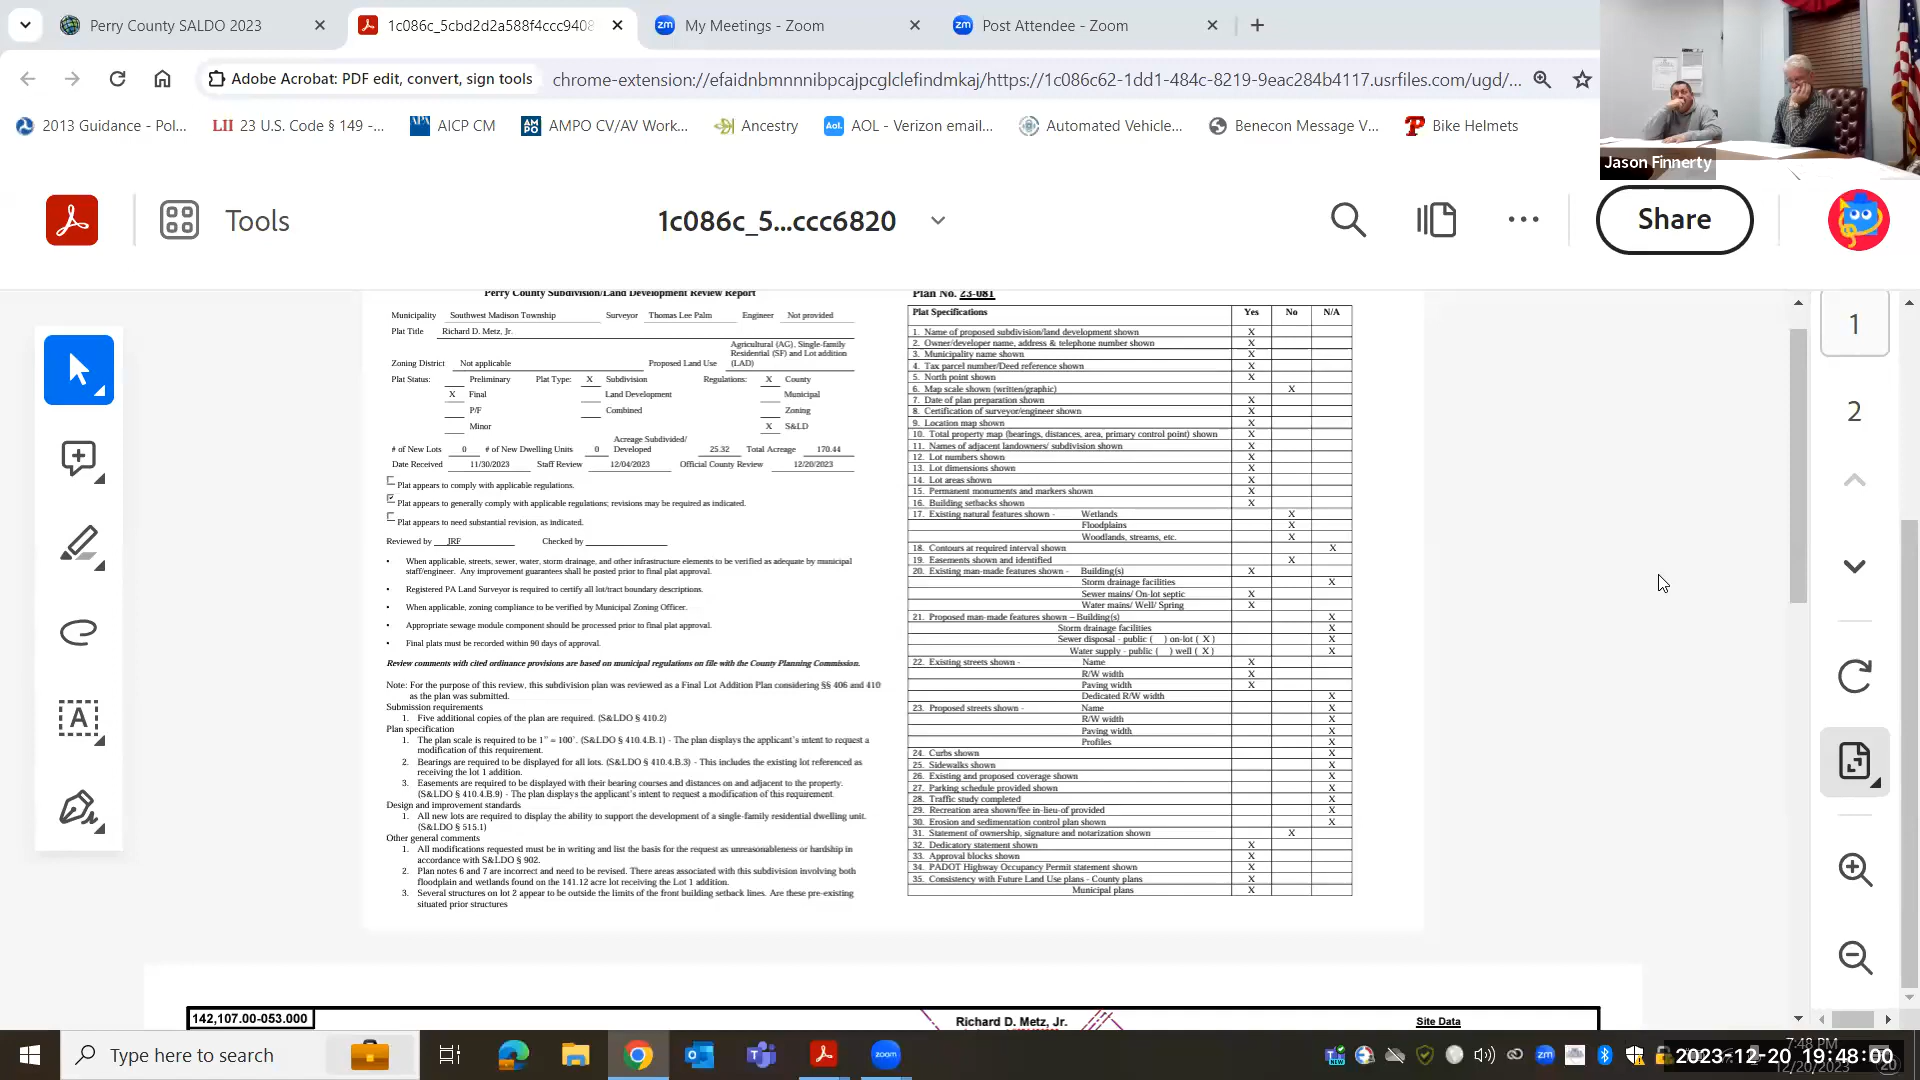 Perry County SALDO 2023
1c086c_5cbd2d2a588f4ccc9408
My Meetings - Zoom
Post Attendee - Zoom
Adobe Acrobat: PDF edit, convert, sign tools
chrome-extension://efaidnbmnnnibpcajpcglclefindmkaj/https://1c086c62-1dd1-484c-8219-9eac284b4117.usrfiles.com/ugd/...
2013 Guidance - Pol...
LII 23 U.S. Code § 149 -...
AICP CM
AMPO CV/AV Work...
Ancestry
AOL - Verizon email...
Automated Vehicle...
Benecon Message V...
Bike Helmets
Jason Finnerty
Tools
1c086c_5...ccc6820
Share
Perry County Subdivision/Land Development Review Report
Municipality Southwest Madison Township Surveyor Thomas Lee Palm Engineer Not provided
Plat Title Richard D. Metz, Jr.
Zoning District Not applicable Proposed Land Use Agricultural (AG), Single-family
Residential (SF) and Lot addition
(LAD)
Plat Status: Preliminary Plat Type: X Subdivision Regulations: X County
X Final Land Development Municipal
P/F Combined Zoning
Minor X S&LD
# of New Lots 0 # of New Dwelling Units 0 Acreage Subdivided/
Developed 25.32 Total Acreage 170.44
Date Received 11/30/2023 Staff Review 12/04/2023 Official County Review 12/20/2023
Plat appears to comply with applicable regulations.
Plat appears to generally comply with applicable regulations; revisions may be required as indicated.
Plat appears to need substantial revision, as indicated.
Reviewed by JRF Checked by
• When applicable, streets, sewer, water, storm drainage, and other infrastructure elements to be verified as adequate by municipal
staff/engineer. Any improvement guarantees shall be posted prior to final plat approval.
• Registered PA Land Surveyor is required to certify all lot/tract boundary descriptions.
• When applicable, zoning compliance to be verified by Municipal Zoning Officer.
• Appropriate sewage module component should be processed prior to final plat approval.
• Final plats must be recorded within 90 days of approval.
Review comments with cited ordinance provisions are based on municipal regulations on file with the County Planning Commission.
Note: For the purpose of this review, this subdivision plan was reviewed as a Final Lot Addition Plan considering §§ 406 and 410
as the plan was submitted.
Submission requirements
1. Five additional copies of the plan are required. (S&LDO § 410.2)
Plan specification
1. The plan scale is required to be 1" = 100'. (S&LDO § 410.4.B.1) - The plan displays the applicant's intent to request a
modification of this requirement.
2. Bearings are required to be displayed for all lots. (S&LDO § 410.4.B.3) - This includes the existing lot referenced as
receiving the lot 1 addition.
3. Easements are required to be displayed with their bearing courses and distances on and adjacent to the property.
(S&LDO § 410.4.B.9) - The plan displays the applicant's intent to request a modification of this requirement.
Design and improvement standards
1. All new lots are required to display the ability to support the development of a single-family residential dwelling unit.
(S&LDO § 515.1)
Other general comments
1. All modifications requested must be in writing and list the basis for the request as unreasonableness or hardship in
accordance with S&LDO § 902.
2. Plan notes 6 and 7 are incorrect and need to be revised. There areas associated with this subdivision involving both
floodplain and wetlands found on the 141.12 acre lot receiving the Lot 1 addition.
3. Several structures on lot 2 appear to be outside the limits of the front building setback lines. Are these pre-existing
situated prior structures
Plan No. 23-081
Plat Specifications Yes No N/A
1. Name of proposed subdivision/land development shown X
2. Owner/developer name, address & telephone number shown X
3. Municipality name shown X
4. Tax parcel number/Deed reference shown X
5. North point shown X
6. Map scale shown (written/graphic) X
7. Date of plan preparation shown X
8. Certification of surveyor/engineer shown X
9. Location map shown X
10. Total property map (bearings, distances, area, primary control point) shown X
11. Names of adjacent landowners/ subdivision shown X
12. Lot numbers shown X
13. Lot dimensions shown X
14. Lot areas shown X
15. Permanent monuments and markers shown X
16. Building setbacks shown X
17. Existing natural features shown - Wetlands X
Floodplains X
Woodlands, streams, etc. X
18. Contours at required interval shown X
19. Easements shown and identified X
20. Existing man-made features shown - Building(s) X
Storm drainage facilities X
Sewer mains/ On-lot septic X
Water mains/ Well/ Spring X
21. Proposed man-made features shown – Building(s) X
Storm drainage facilities X
Sewer disposal - public ( ) on-lot ( X ) X
Water supply - public ( ) well ( X ) X
22. Existing streets shown - Name X
R/W width X
Paving width X
Dedicated R/W width X
23. Proposed streets shown - Name X
R/W width X
Paving width X
Profiles X
24. Curbs shown X
25. Sidewalks shown X
26. Existing and proposed coverage shown X
27. Parking schedule provided shown X
28. Traffic study completed X
29. Recreation area shown/fee in-lieu-of provided X
30. Erosion and sedimentation control plan shown X
31. Statement of ownership, signature and notarization shown X
32. Dedicatory statement shown X
33. Approval blocks shown X
34. PADOT Highway Occupancy Permit statement shown X
35. Consistency with Future Land Use plans - County plans X
Municipal plans X
1
2
142,107.00-053.000
Richard D. Metz, Jr.
Site Data
Type here to search
7:48 PM
2023-12-20 19:48:00
12/20/2023